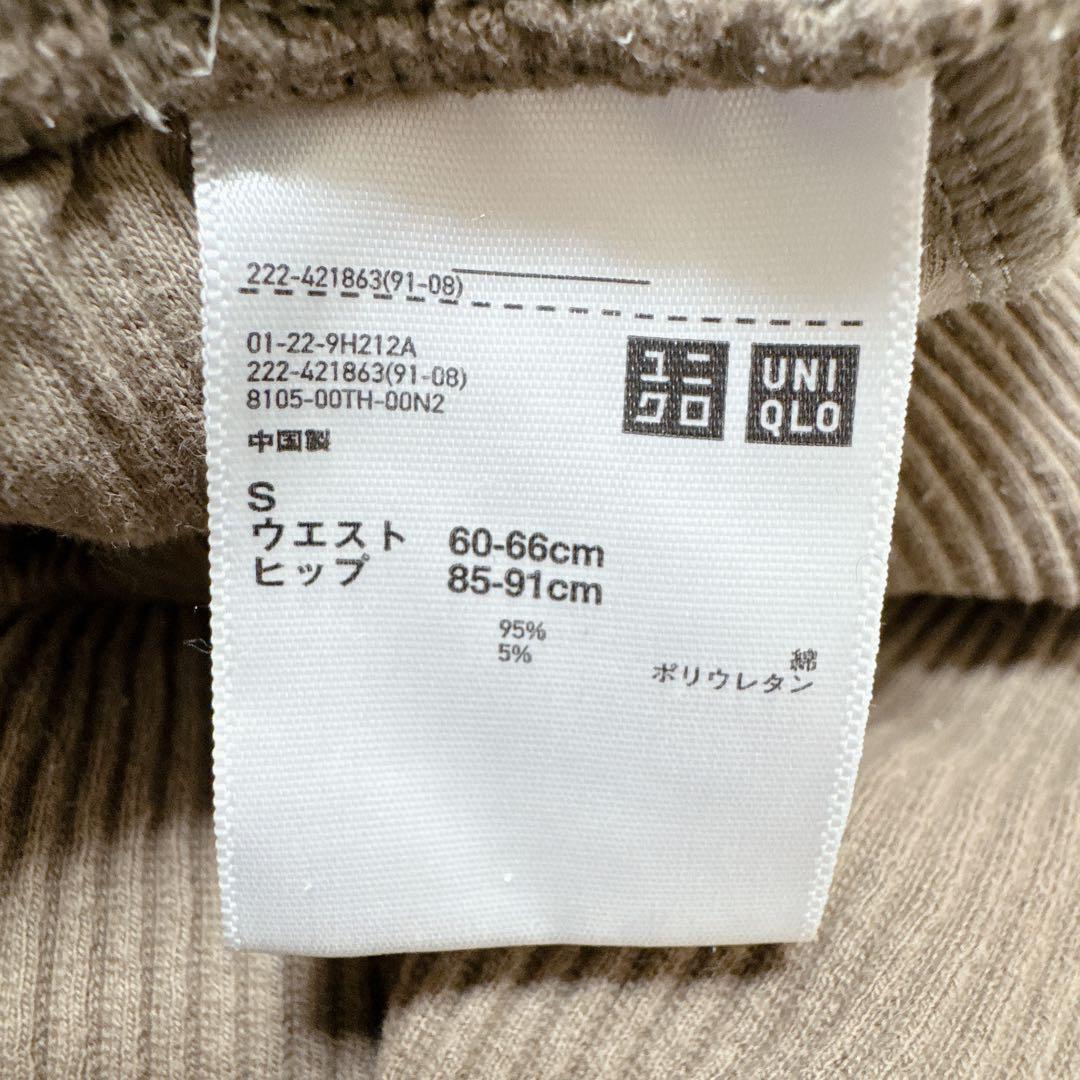 222-421863(91-08)
01-22-9H212A
222-421863(91-08)
8105-00TH-00N2
中国製
ユニ
クロ
UNI
QLO
S
ウエスト 60-66cm
ヒップ 85-91cm
95% 綿
5% ポリウレタン